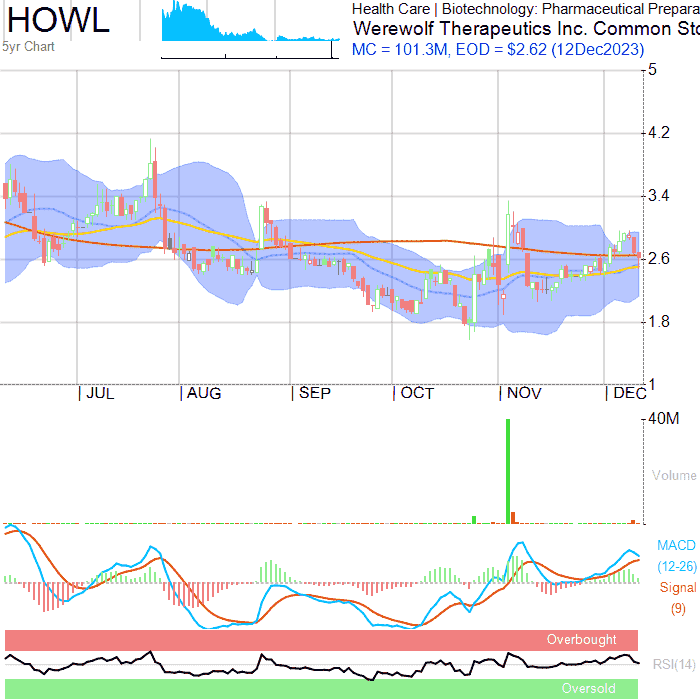 HOWL
5yr Chart
Health Care | Biotechnology: Pharmaceutical Prepara
Werewolf Therapeutics Inc. Common Sto
MC = 101.3M, EOD = $2.62 (12Dec2023)
5
4.2
3.4
2.6
1.8
1
| JUL | AUG | SEP | OCT | NOV | DEC
40M
Volume
MACD
(12-26)
Signal
(9)
Overbought
RSI(14)
Oversold